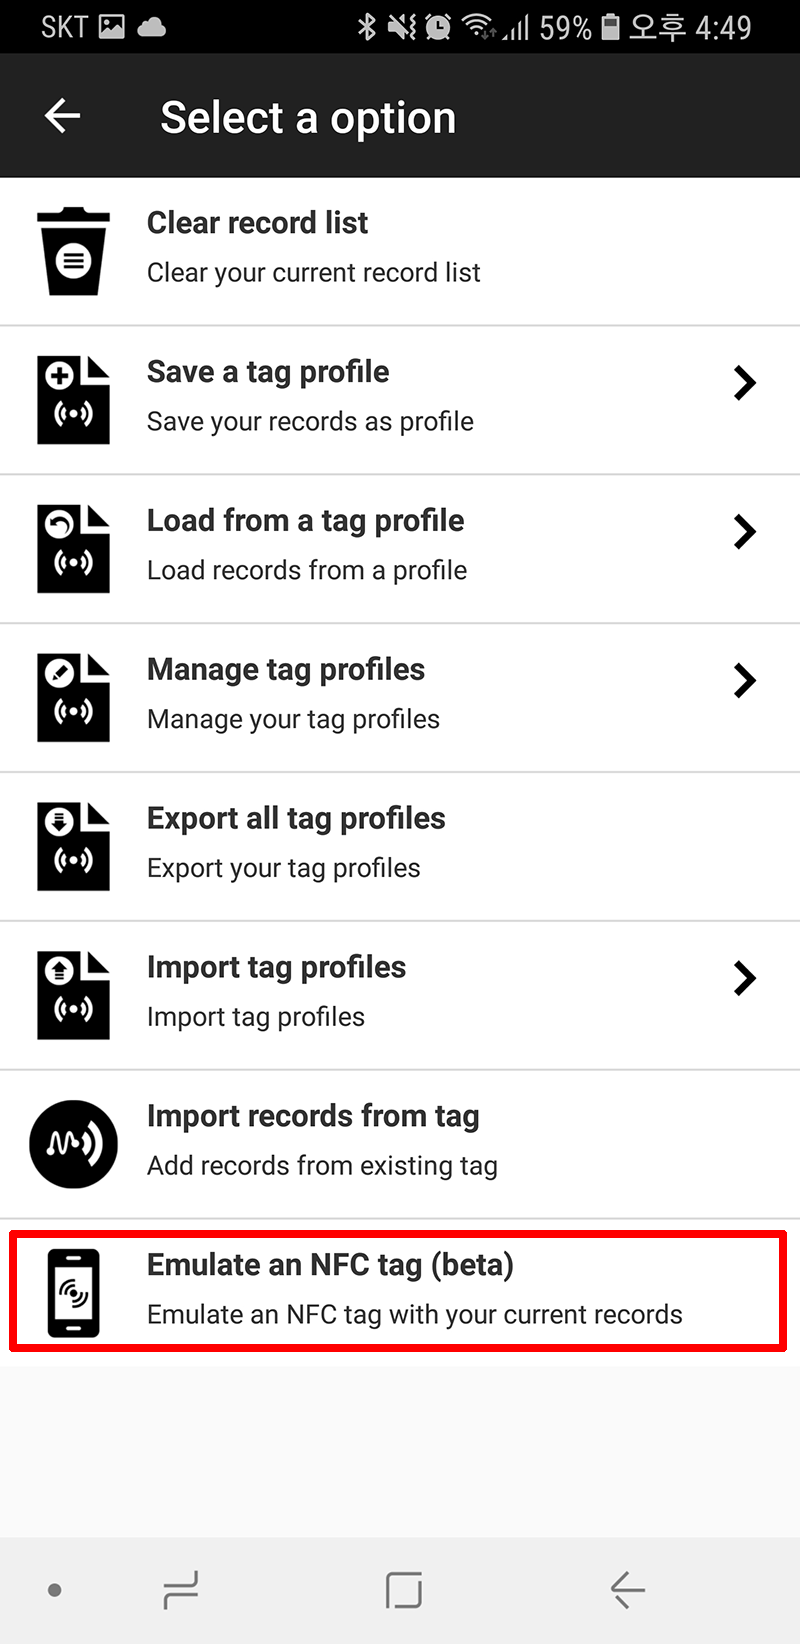 SKT 59% 오후 4:49
Select a option
Clear record list
Clear your current record list
Save a tag profile
Save your records as profile
Load from a tag profile
Load records from a profile
Manage tag profiles
Manage your tag profiles
Export all tag profiles
Export your tag profiles
Import tag profiles
Import tag profiles
Import records from tag
Add records from existing tag
Emulate an NFC tag (beta)
Emulate an NFC tag with your current records